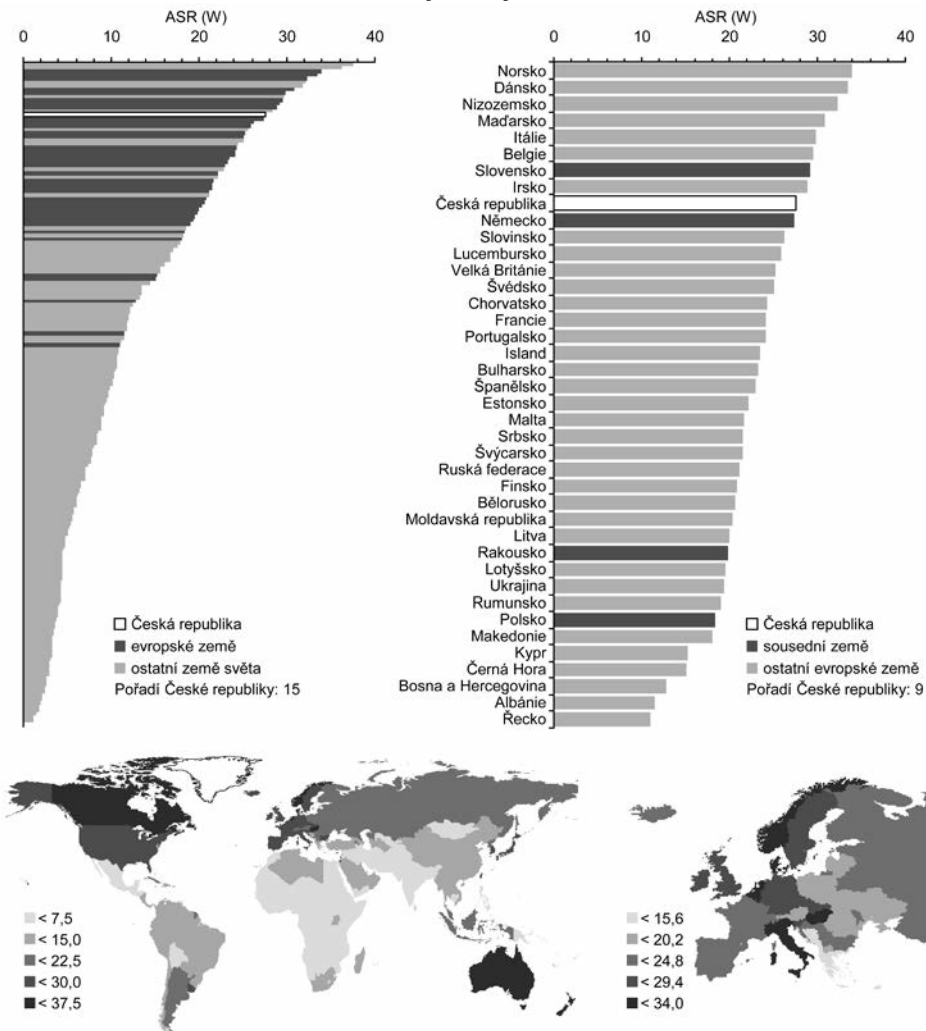 ASR (W)
0 10 20 30 40
Česká republika
evropské země
ostatní země světa
Pořadí České republiky: 15
ASR (W)
0 10 20 30 40
Norsko
Dánsko
Nizozemsko
Maďarsko
Itálie
Belgie
Slovensko
Irsko
Česká republika
Německo
Slovinsko
Lucembursko
Velká Británie
Švédsko
Chorvatsko
Francie
Portugalsko
Island
Bulharsko
Španělsko
Estonsko
Malta
Srbsko
Švýcarsko
Ruská federace
Finsko
Bělorusko
Moldavská republika
Litva
Rakousko
Lotyšsko
Ukrajina
Rumunsko
Polsko
Makedonie
Kypr
Černá Hora
Bosna a Hercegovina
Albánie
Řecko
Česká republika
sousední země
ostatní evropské země
Pořadí České republiky: 9
< 7,5
< 15,0
< 22,5
< 30,0
< 37,5
< 15,6
< 20,2
< 24,8
< 29,4
< 34,0